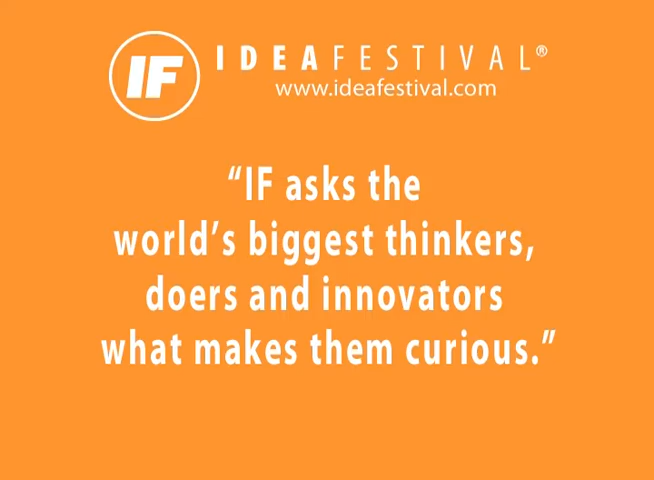 IF
IDEAFESTIVAL®
www.ideafestival.com
“IF asks the
world’s biggest thinkers,
doers and innovators
what makes them curious.”